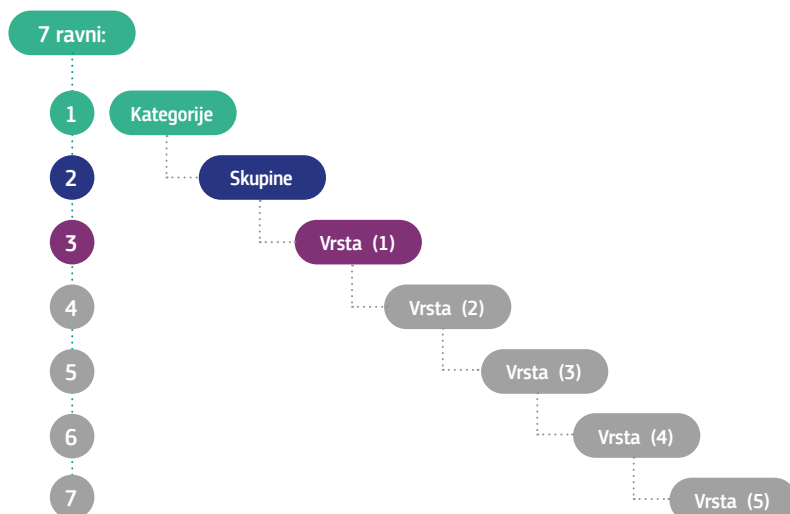 7 ravni:
1 Kategorije
2 Skupine
3 Vrsta (1)
4 Vrsta (2)
5 Vrsta (3)
6 Vrsta (4)
7 Vrsta (5)